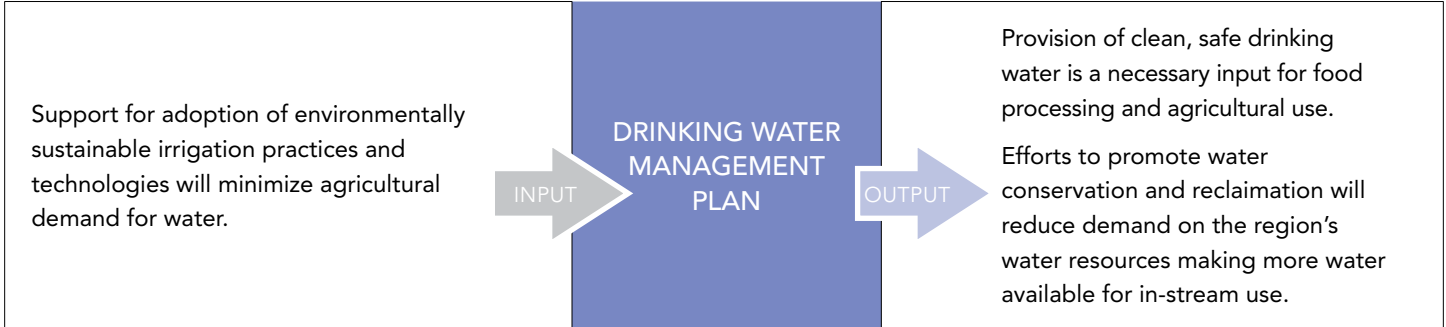 Support for adoption of environmentally
sustainable irrigation practices and
technologies will minimize agricultural
demand for water.
INPUT
DRINKING WATER
MANAGEMENT
PLAN
OUTPUT
Provision of clean, safe drinking
water is a necessary input for food
processing and agricultural use.
Efforts to promote water
conservation and reclaimation will
reduce demand on the region's
water resources making more water
available for in-stream use.